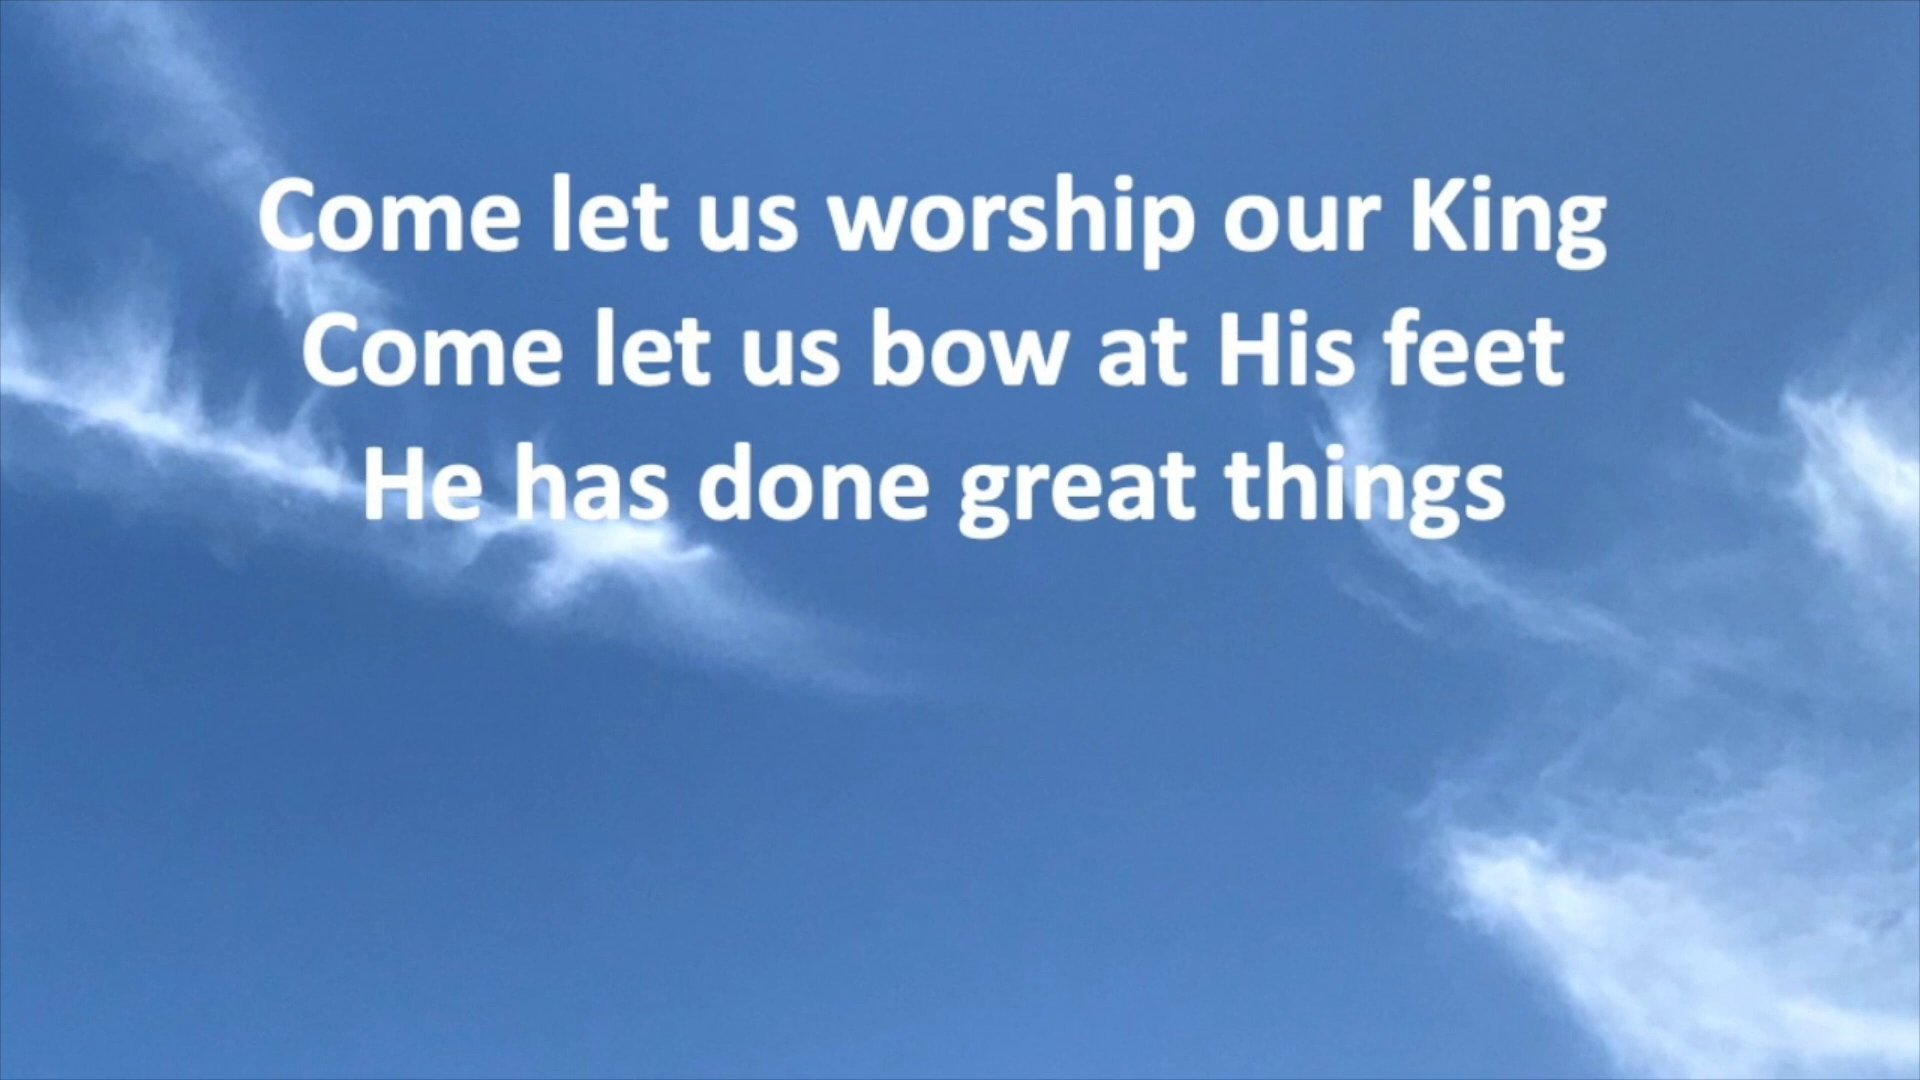 Come let us worship our King
Come let us bow at His feet
He has done great things